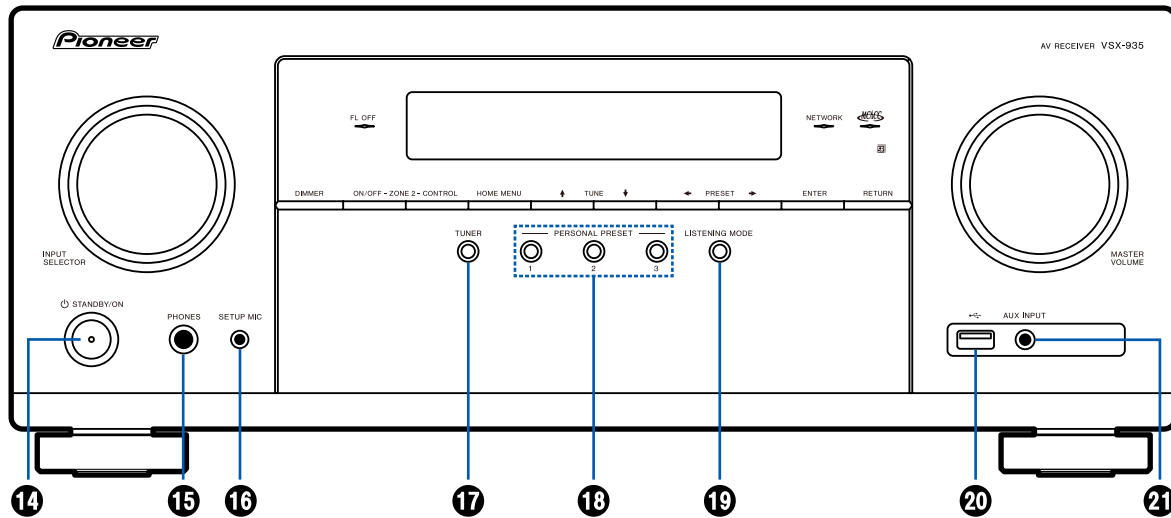 Pioneer
AV RECEIVER VSX-935
FL OFF
NETWORK
MCACC
DIMMER
ON/OFF - ZONE 2 - CONTROL
HOME MENU
TUNE
PRESET
ENTER
RETURN
INPUT
SELECTOR
TUNER
PERSONAL PRESET
1
2
3
LISTENING MODE
MASTER
VOLUME
STANDBY/ON
PHONES
SETUP MIC
AUX INPUT
14
15
16
17
18
19
20
21